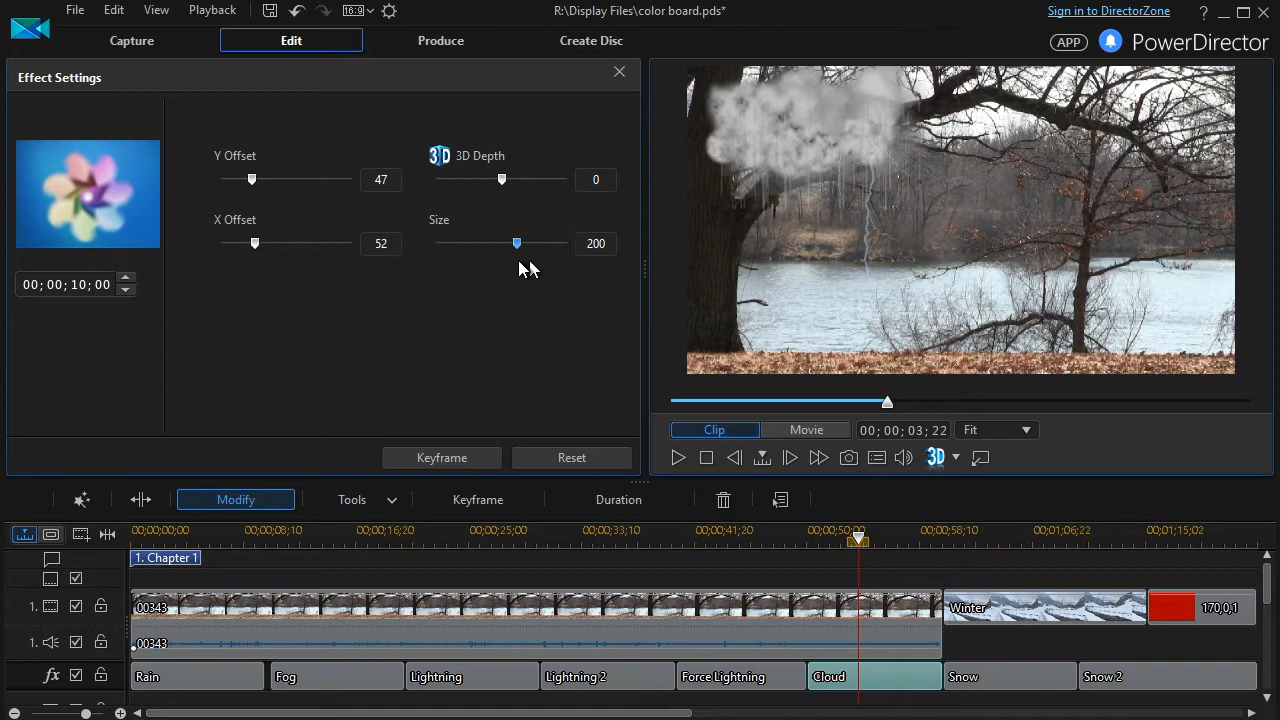 File Edit View Playback 16:9 R:\Display Files\color board.pds* Sign in to DirectorZone ?
Capture Edit Produce Create Disc APP PowerDirector
Effect Settings
Y Offset 3D 3D Depth
47 0
X Offset Size
52 200
00; 00; 10; 00
Keyframe Reset
Clip Movie 00; 00; 03; 22 Fit
3D
Modify Tools Keyframe Duration
00;00;00;00 00;00;08;10 00;00;16;20 00;00;25;00 00;00;33;10 00;00;41;20 00;00;50;00 00;00;58;10 00;01;06;22 00;01;15;02
1. Chapter 1
1. 00343 Winter 170,0,1
1. 00343
fx Rain Fog Lightning Lightning 2 Force Lightning Cloud Snow Snow 2